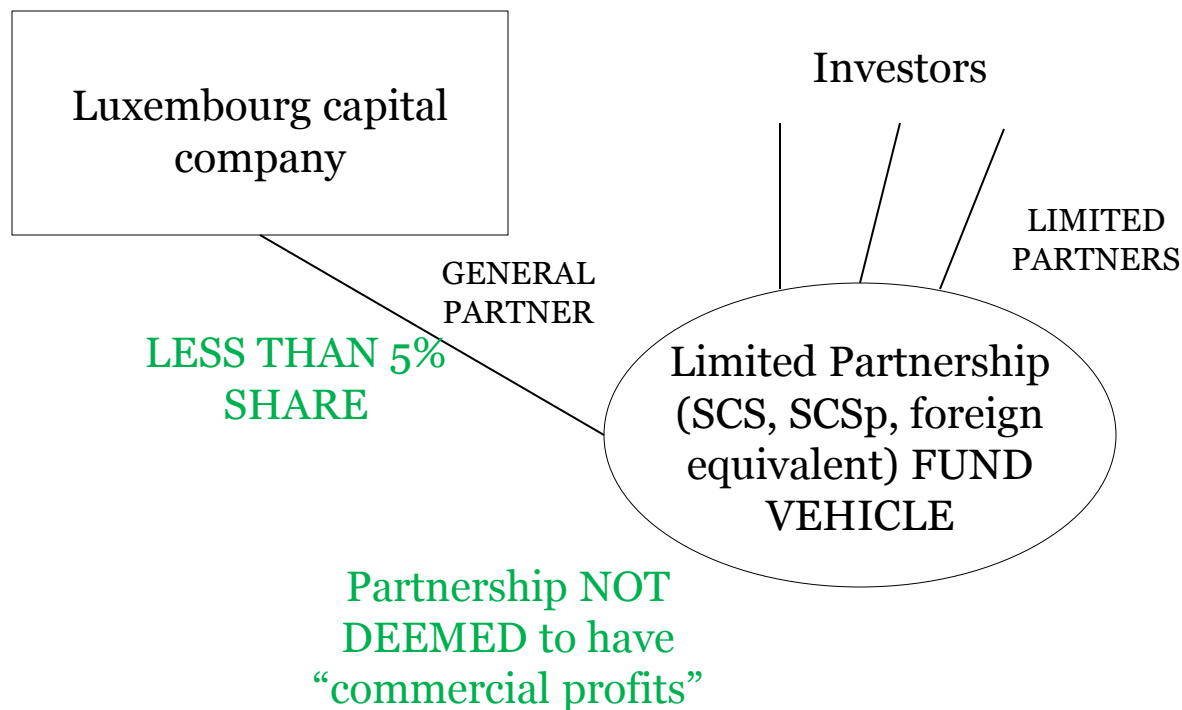 Luxembourg capital
company
Investors
GENERAL
PARTNER
LIMITED
PARTNERS
LESS THAN 5%
SHARE
Limited Partnership
(SCS, SCSp, foreign
equivalent) FUND
VEHICLE
Partnership NOT
DEEMED to have
“commercial profits”